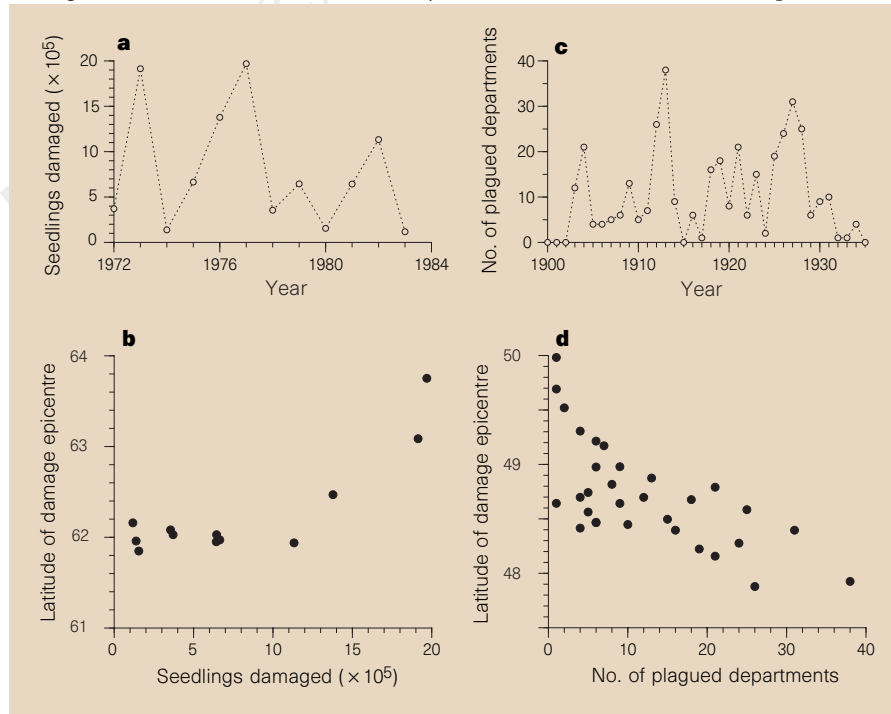 a
Seedlings damaged (×10⁵)
20
15
10
5
0
1972 1976 1980 1984
Year
c
No. of plagued departments
40
30
20
10
0
1900 1910 1920 1930
Year
b
Latitude of damage epicentre
64
63
62
61
0 5 10 15 20
Seedlings damaged (×10⁵)
d
Latitude of damage epicentre
50
49
48
0 10 20 30 40
No. of plagued departments